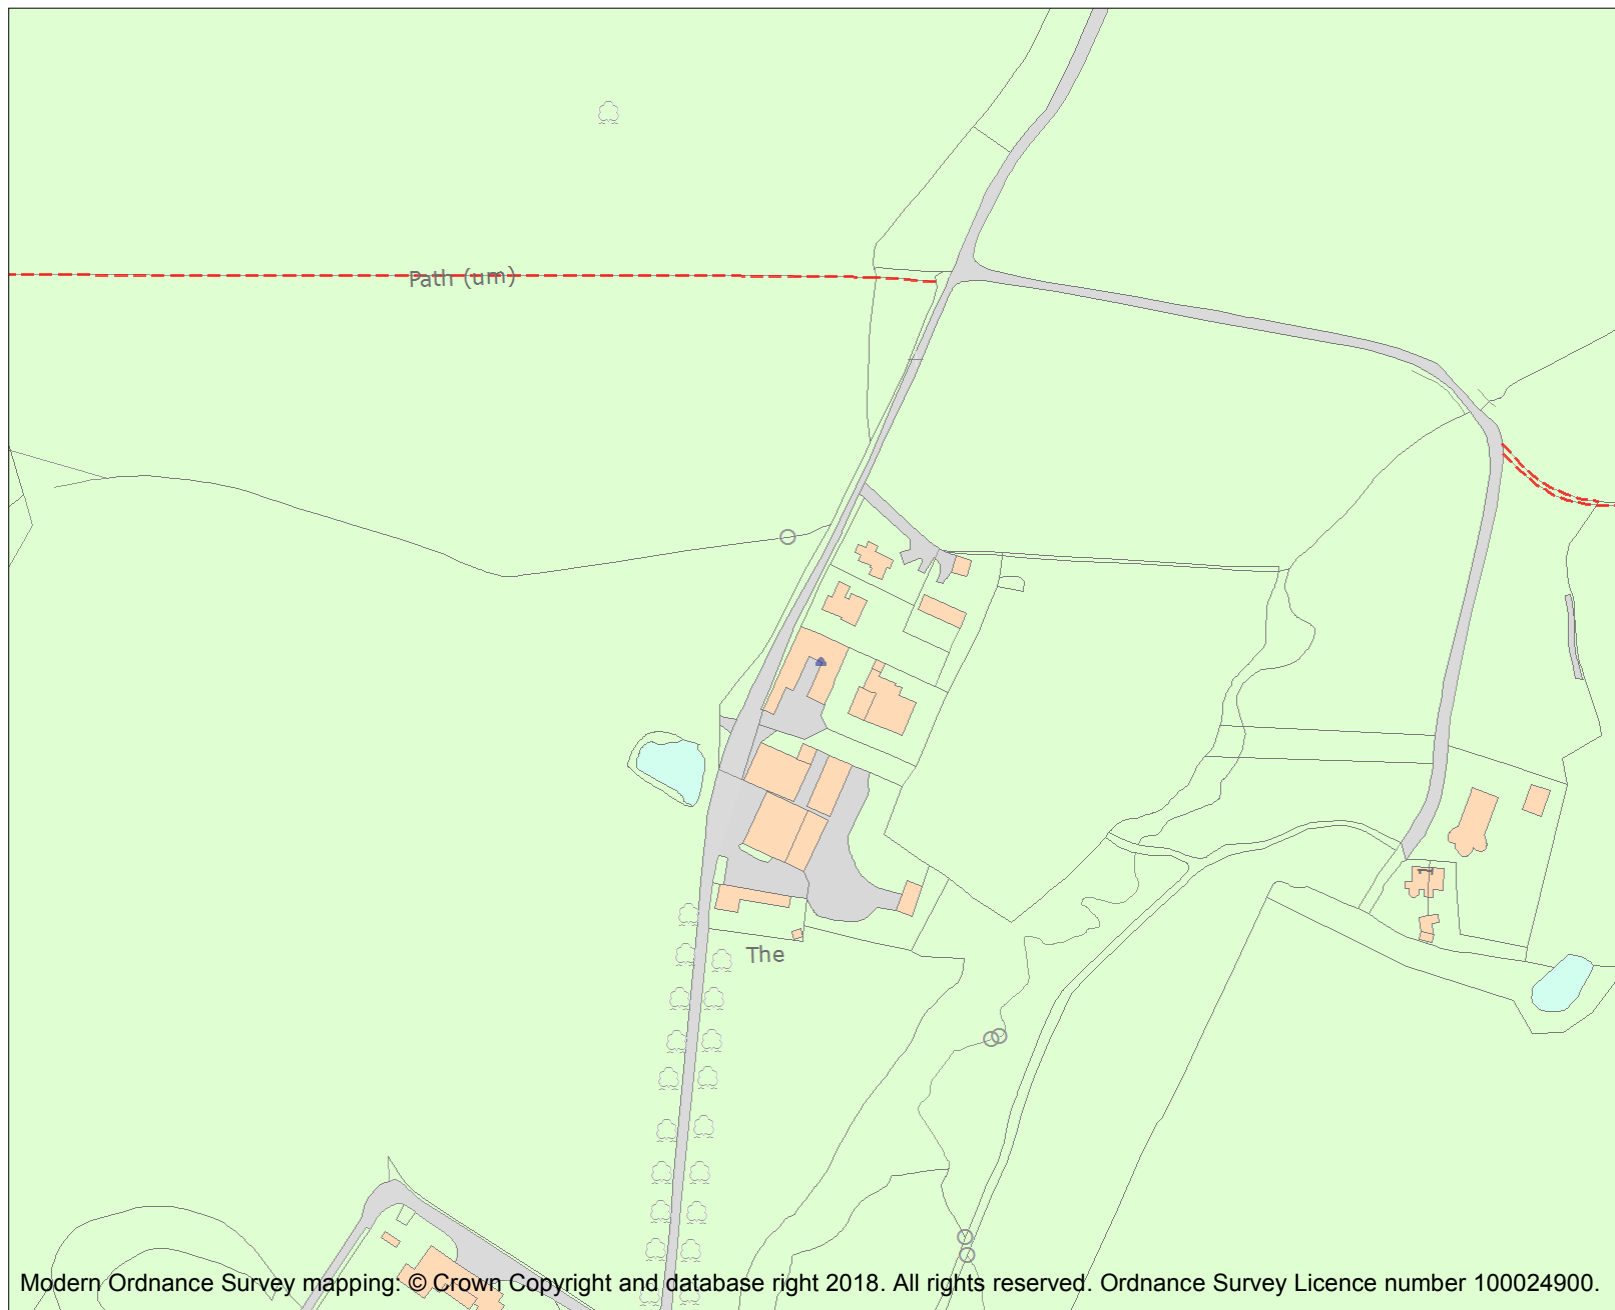 Path (um)
1
The
Modern Ordnance Survey mapping: © Crown Copyright and database right 2018. All rights reserved. Ordnance Survey Licence number 100024900.